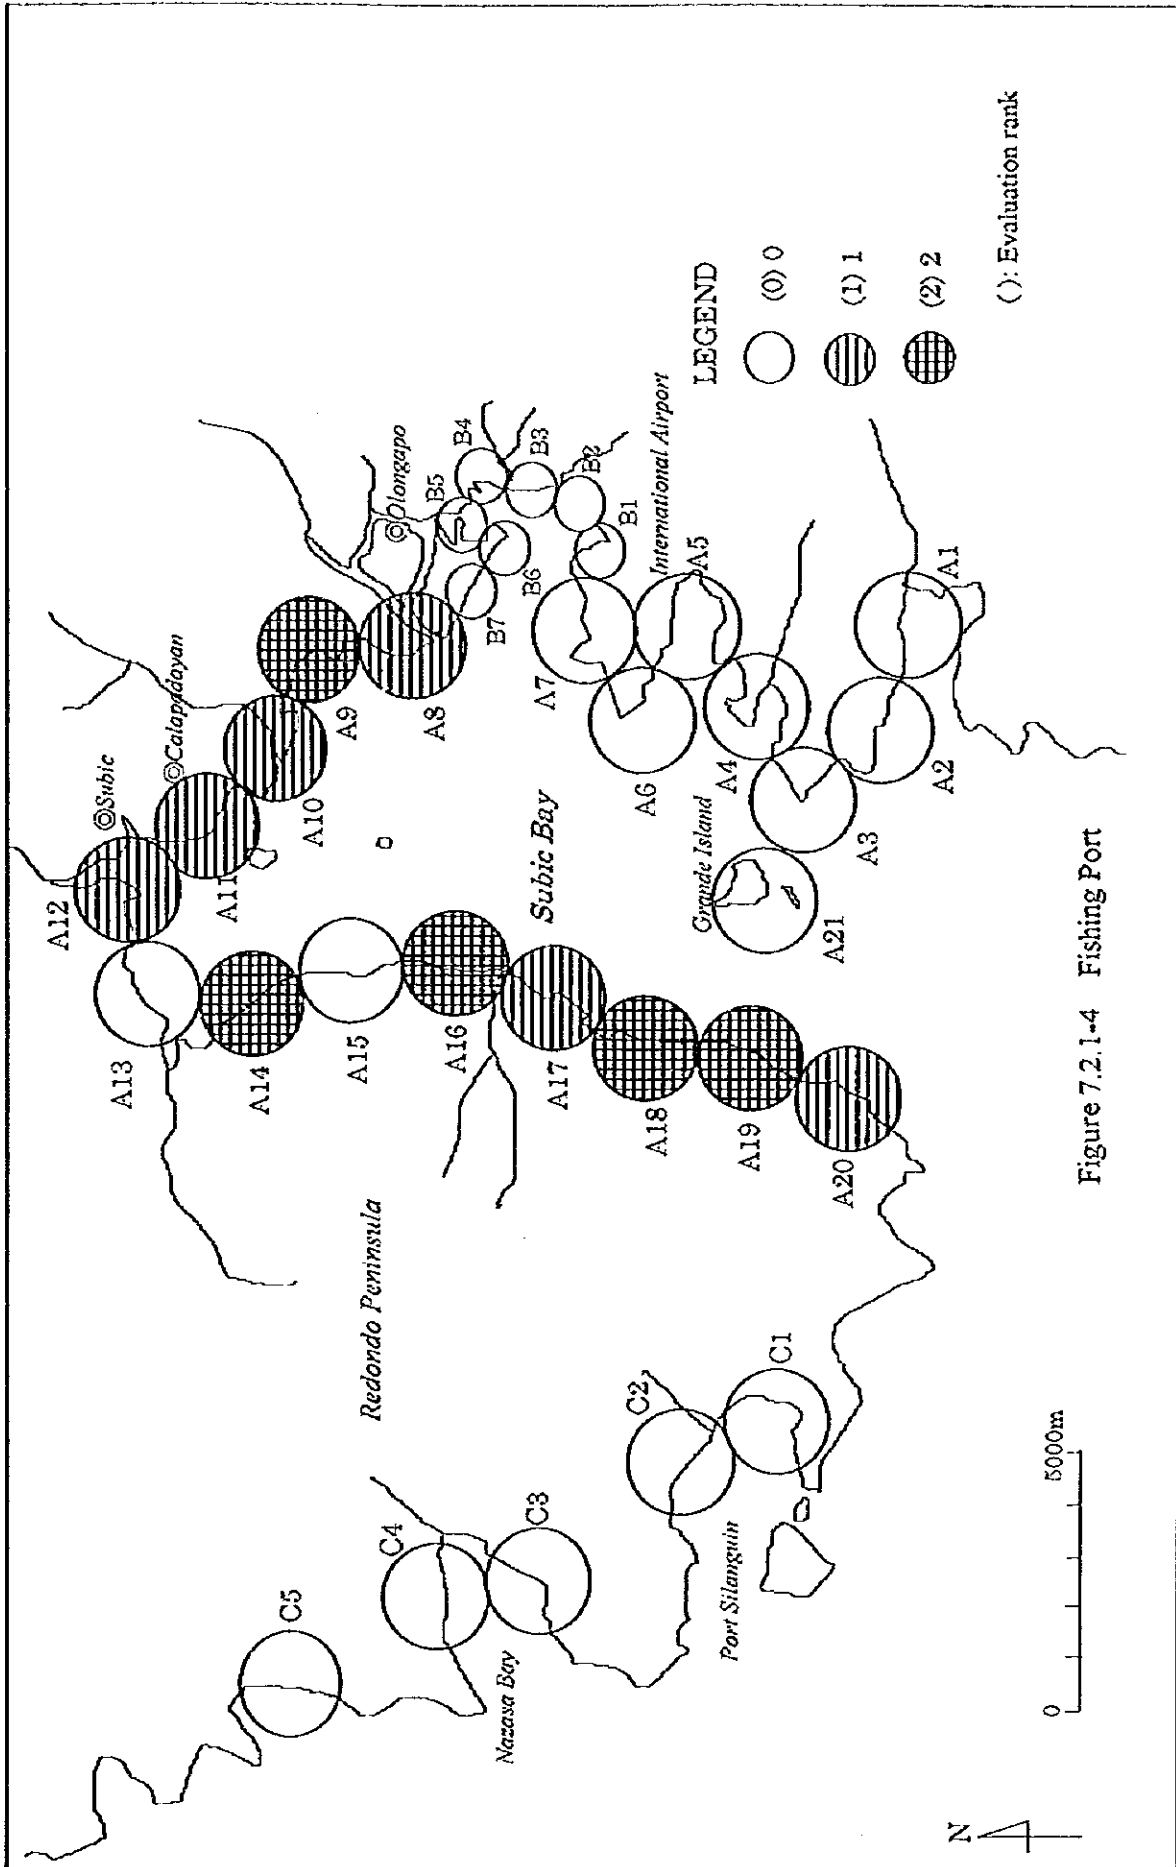 Subic
Calapadayan
Olongapo
A12
A11
A10
A9
A8
A13
A14
A15
A16
A17
A18
A19
A20
Subic Bay
Redondo Peninsula
B7
B6
B5
B4
B3
B2
B1
International Airport
A7
A6
A5
A4
A3
A2
A1
Grande Island
A21
C5
C4
C3
C2
C1
Nazasa Bay
Port Silanguin
LEGEND
(0) 0
(1) 1
(2) 2
( ): Evaluation rank
N
0 5000m
Figure 7.2.1-4 Fishing Port